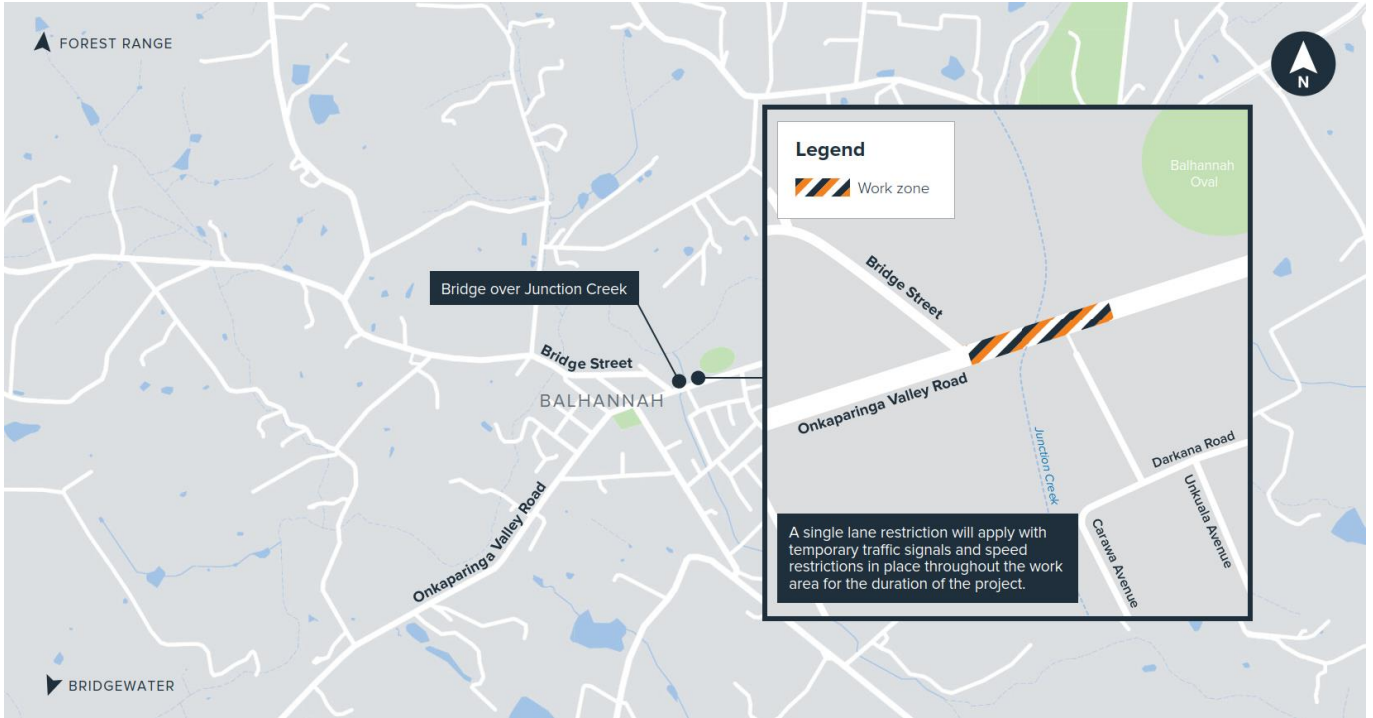 FOREST RANGE
N
Legend
Work zone
Balhannah
Oval
Bridge Street
Bridge over Junction Creek
Bridge Street
BALHANNAH
Onkaparinga Valley Road
Junction Creek
Darkana Road
Unkuala Avenue
Carawa Avenue
Onkaparinga Valley Road
A single lane restriction will apply with
temporary traffic signals and speed
restrictions in place throughout the work
area for the duration of the project.
BRIDGEWATER